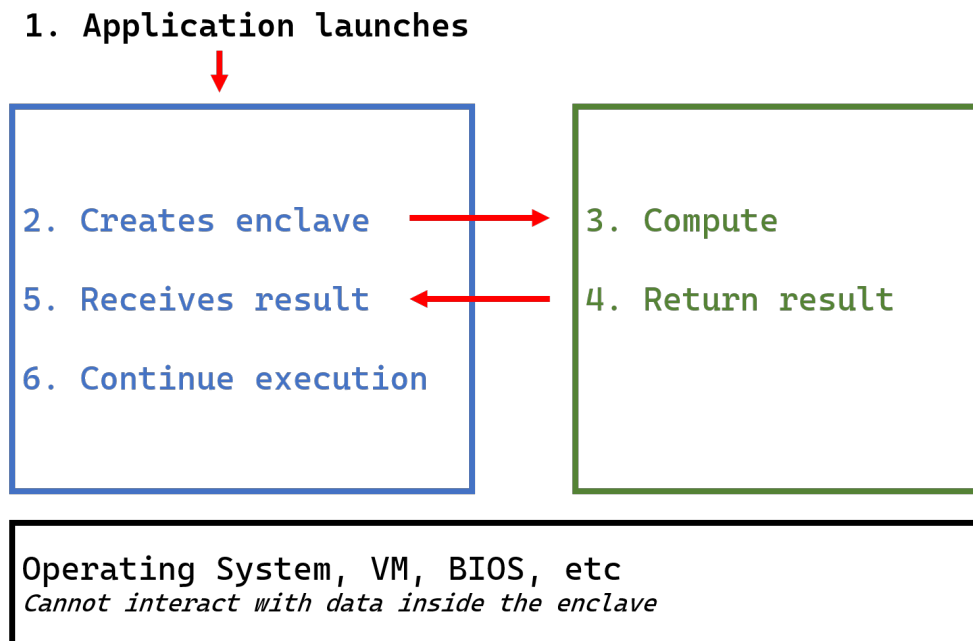 1. Application launches
2. Creates enclave
3. Compute
5. Receives result
4. Return result
6. Continue execution
Operating System, VM, BIOS, etc
Cannot interact with data inside the enclave